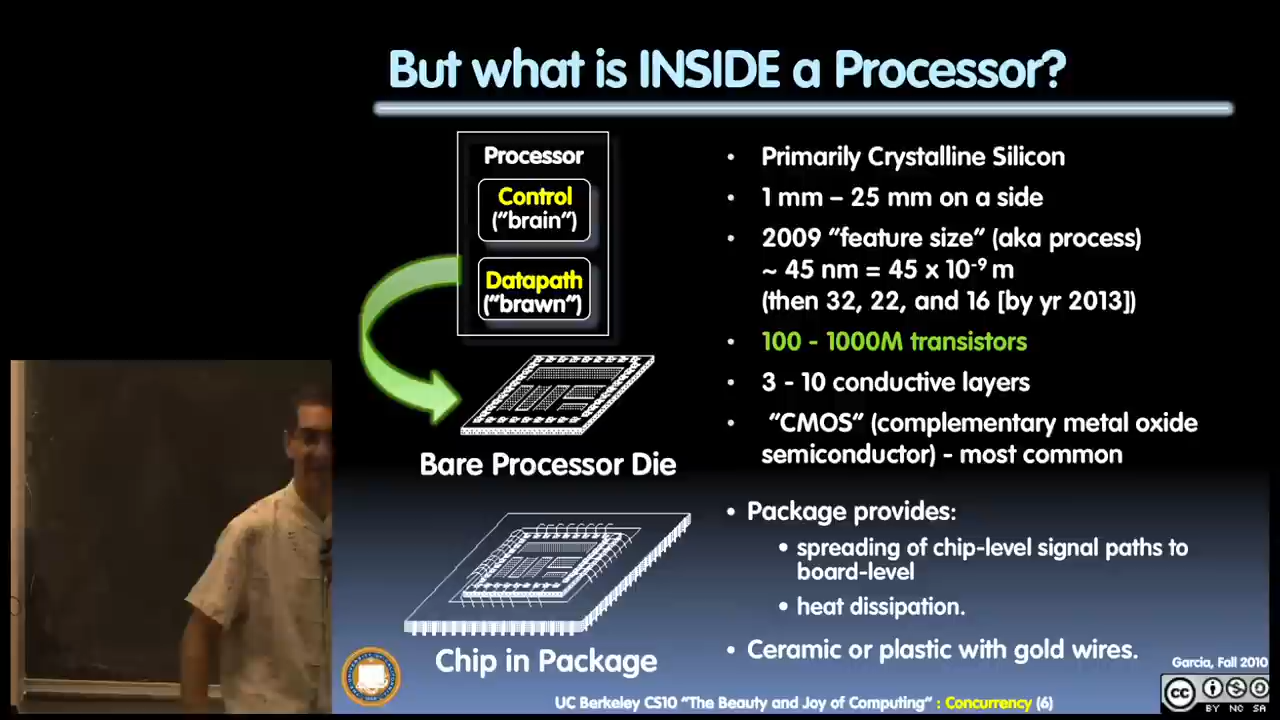 But what is INSIDE a Processor?
Processor
Control
("brain")
Datapath
("brawn")
Bare Processor Die
Chip in Package
• Primarily Crystalline Silicon
• 1 mm – 25 mm on a side
• 2009 "feature size" (aka process)
~ 45 nm = 45 x 10⁻⁹ m
(then 32, 22, and 16 [by yr 2013])
• 100 - 1000M transistors
• 3 - 10 conductive layers
• "CMOS" (complementary metal oxide
semiconductor) - most common
• Package provides:
• spreading of chip-level signal paths to
board-level
• heat dissipation.
• Ceramic or plastic with gold wires.
Garcia, Fall 2010
cc
BY NC SA
UC Berkeley CS10 "The Beauty and Joy of Computing" : Concurrency (6)